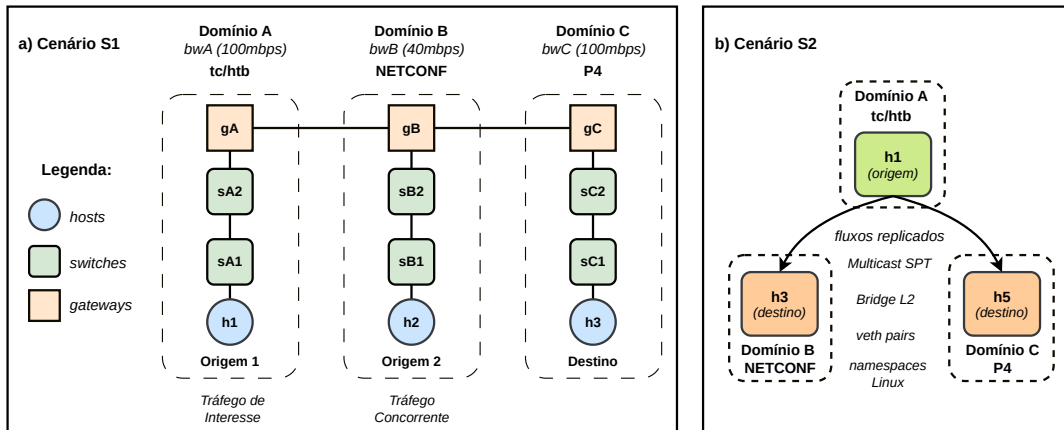 a) Cenário S1
Domínio A
bwA (100mbps)
tc/htb
Domínio B
bwB (40mbps)
NETCONF
Domínio C
bwC (100mbps)
P4
gA
gB
gC
Legenda:
hosts
switches
gateways
sA2
sB2
sC2
sA1
sB1
sC1
h1
h2
h3
Origem 1
Origem 2
Destino
Tráfego de
Interesse
Tráfego
Concorrente
b) Cenário S2
Domínio A
tc/htb
h1
(origem)
fluxos replicados
Multicast SPT
Bridge L2
veth pairs
namespaces
Linux
h3
(destino)
Domínio B
NETCONF
h5
(destino)
Domínio C
P4